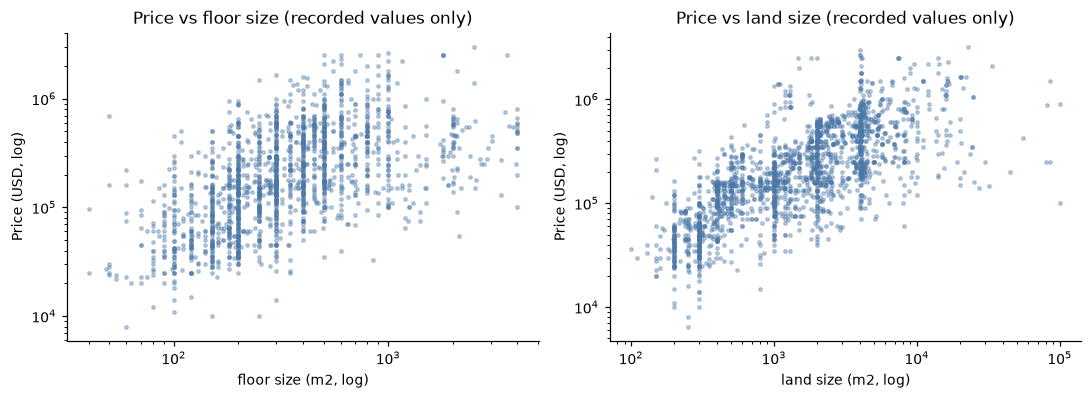 Price vs floor size (recorded values only)
Price (USD, log)
10^6
10^5
10^4
10^2
10^3
floor size (m2, log)
Price vs land size (recorded values only)
Price (USD, log)
10^6
10^5
10^4
10^2
10^3
10^4
10^5
land size (m2, log)